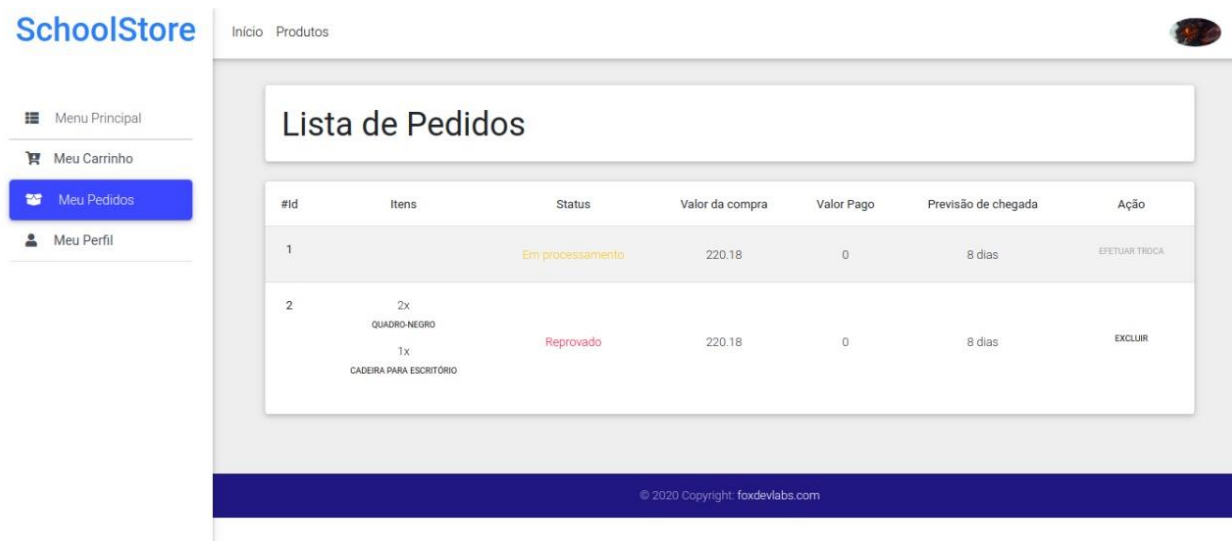 SchoolStore
Início Produtos
Menu Principal
Meu Carrinho
Meu Pedidos
Meu Perfil
Lista de Pedidos
#Id Itens Status Valor da compra Valor Pago Previsão de chegada Ação
1 Em processamento 220.18 0 8 dias EFETUAR TROCA
2 2x
QUADRO-NEGRO
1x
CADEIRA PARA ESCRITÓRIO
Reprovado 220.18 0 8 dias EXCLUIR
© 2020 Copyright: foxdevlabs.com